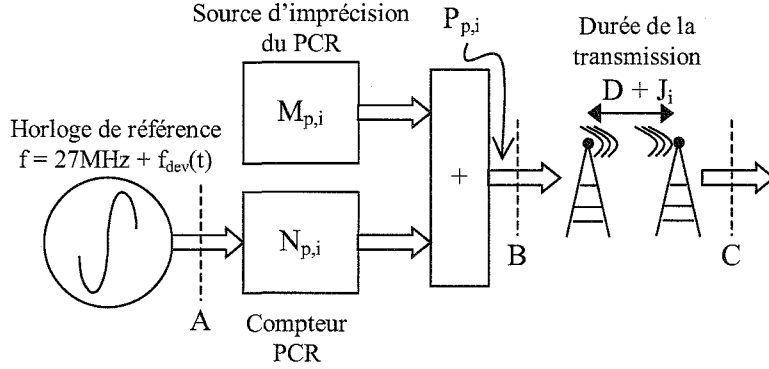 Source d'imprécision
du PCR
P_{p,i}
Durée de la
transmission
D + J_i
M_{p,i}
Horloge de référence
f = 27MHz + f_{dev}(t)
+
N_{p,i}
A
B
C
Compteur
PCR